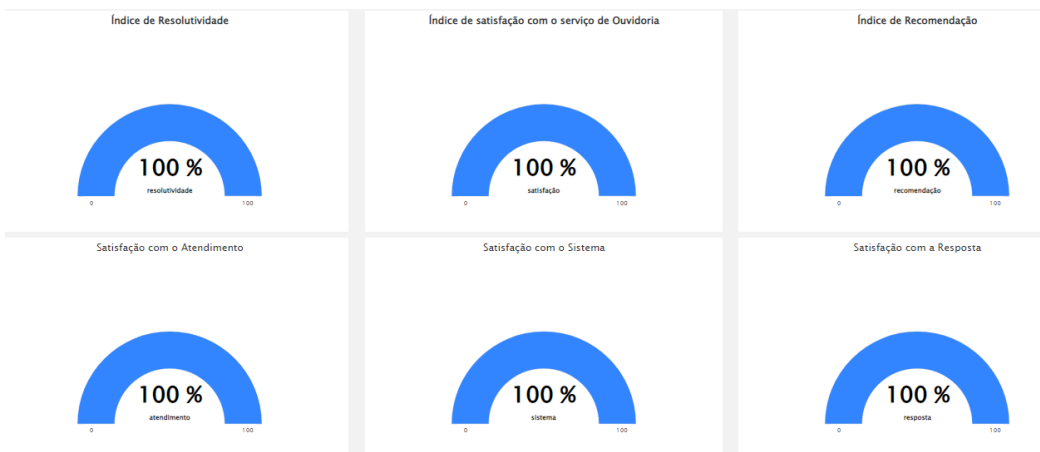 Índice de Resolutividade
100 %
resolutividade
0 100
Índice de satisfação com o serviço de Ouvidoria
100 %
satisfação
0 100
Índice de Recomendação
100 %
recomendação
0 100
Satisfação com o Atendimento
100 %
atendimento
0 100
Satisfação com o Sistema
100 %
sistema
0 100
Satisfação com a Resposta
100 %
resposta
0 100